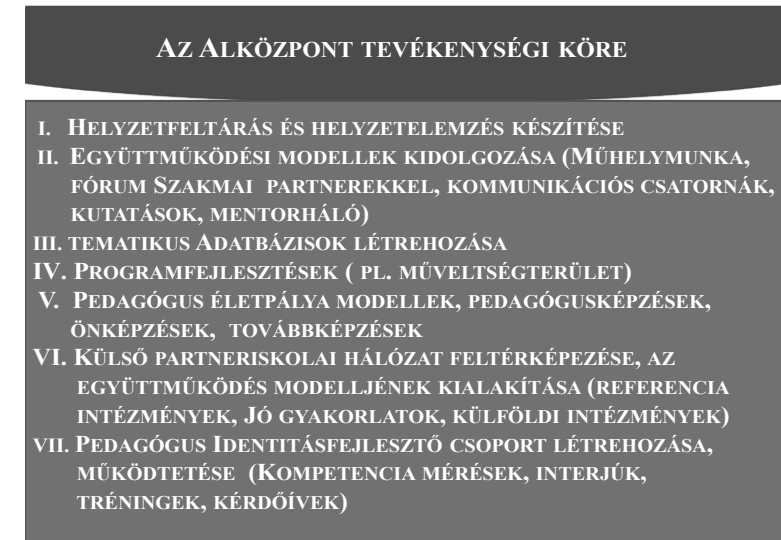 Az Alközpont tevékenységi köre
I. Helyzetfeltárás és helyzetelemzés készítése
II. Együttműködési modellek kidolgozása (Műhelymunka,
fórum Szakmai partnerekkel, kommunikációs csatornák,
kutatások, mentorháló)
III. tematikus Adatbázisok létrehozása
IV. Programfejlesztések ( pl. műveltségterület)
V. Pedagógus életpálya modellek, pedagógusképzések,
önképzések, továbbképzések
VI. Külső partneriskolai hálózat feltérképezése, az
együttműködés modelljének kialakítása (referencia
intézmények, Jó gyakorlatok, külföldi intézmények)
VII. Pedagógus Identitásfejlesztő csoport létrehozása,
működtetése (Kompetencia mérések, interjúk,
tréningek, kérdőívek)